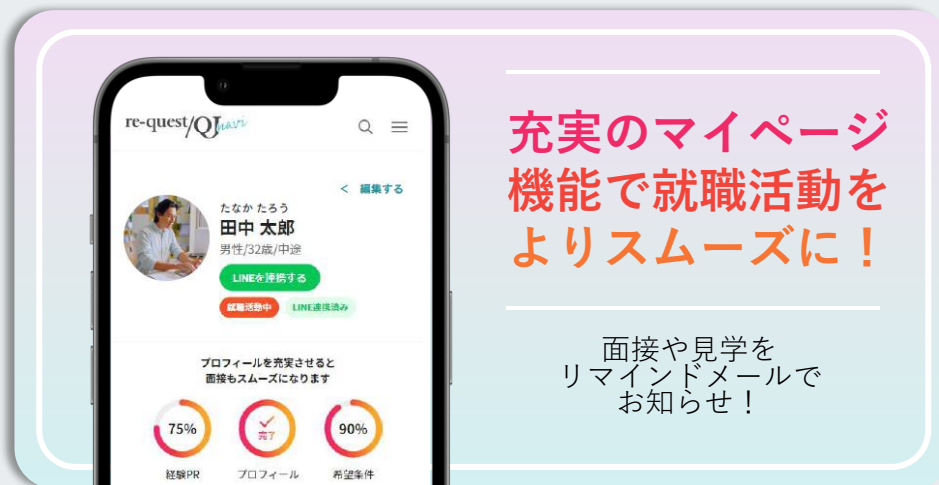 re-quest/QJnavi
< 編集する
たなか たろう
田中 太郎
男性/32歳/中途
LINEを連携する
就職活動中 LINE連携済み
プロフィールを充実させると
面接もスムーズになります
75%
完了
90%
経験PR プロフィール 希望条件
充実のマイページ
機能で就職活動を
よりスムーズに！
面接や見学を
リマインドメールで
お知らせ！